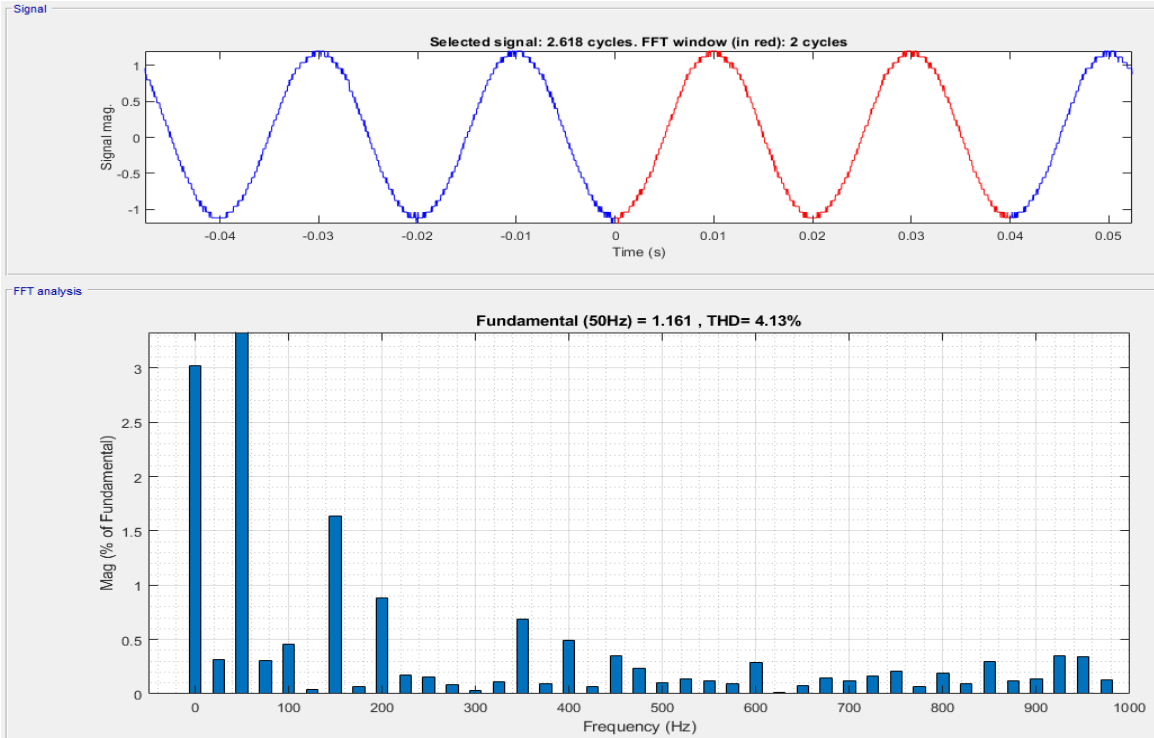 Signal
Selected signal: 2.618 cycles. FFT window (in red): 2 cycles
1
0.5
0
-0.5
-1
Signal mag.
-0.04 -0.03 -0.02 -0.01 0 0.01 0.02 0.03 0.04 0.05
Time (s)
FFT analysis
Fundamental (50Hz) = 1.161 , THD= 4.13%
3
2.5
2
1.5
1
0.5
0
Mag (% of Fundamental)
0 100 200 300 400 500 600 700 800 900 1000
Frequency (Hz)